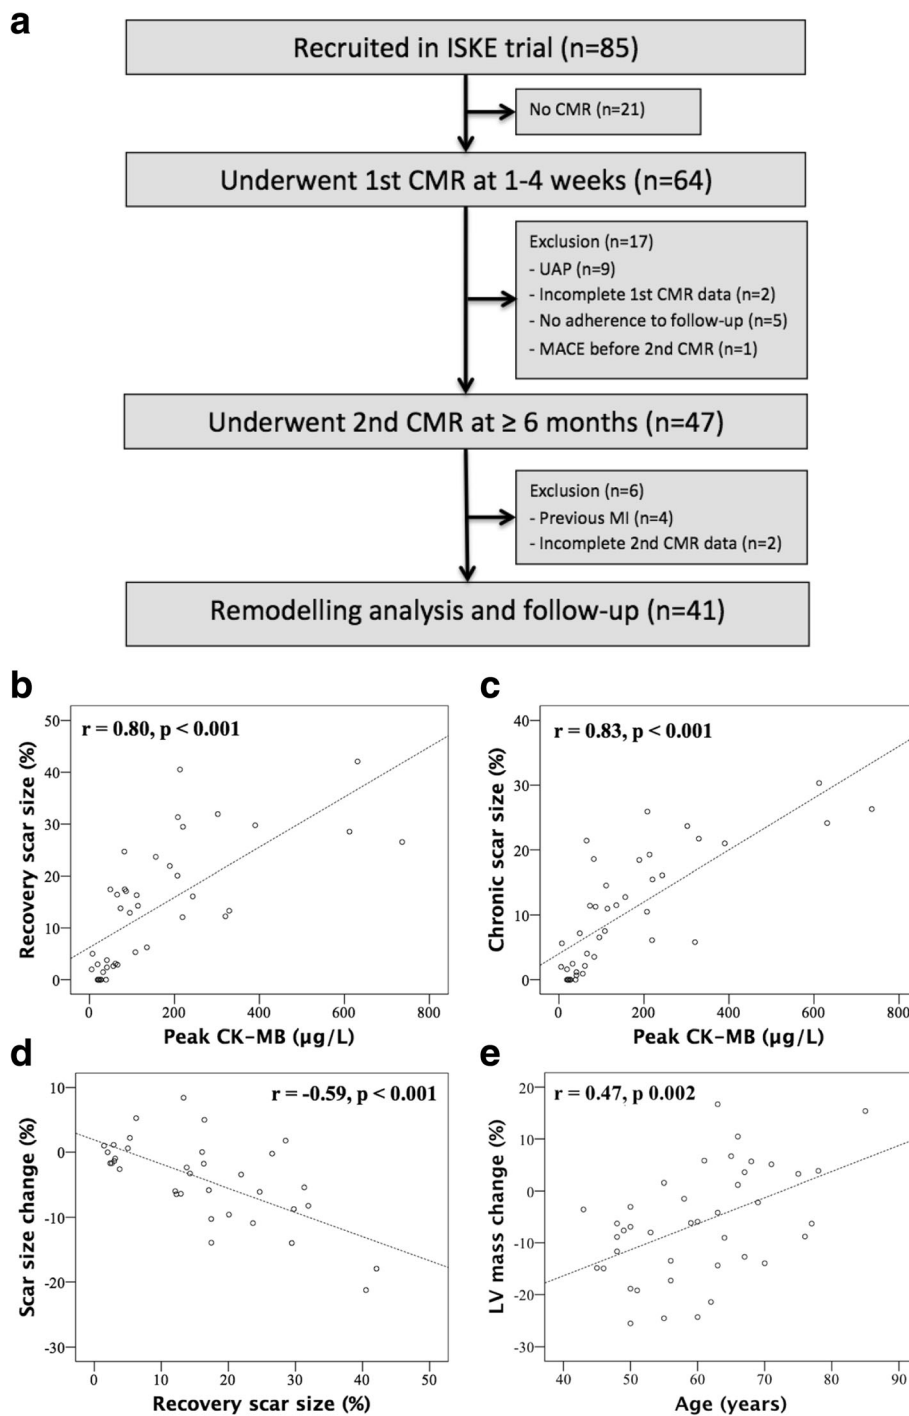 a
Recruited in ISKE trial (n=85)
No CMR (n=21)
Underwent 1st CMR at 1-4 weeks (n=64)
Exclusion (n=17)
- UAP (n=9)
- Incomplete 1st CMR data (n=2)
- No adherence to follow-up (n=5)
- MACE before 2nd CMR (n=1)
Underwent 2nd CMR at ≥ 6 months (n=47)
Exclusion (n=6)
- Previous MI (n=4)
- Incomplete 2nd CMR data (n=2)
Remodelling analysis and follow-up (n=41)
b
r = 0.80, p < 0.001
Recovery scar size (%)
50
40
30
20
10
0
0 200 400 600 800
Peak CK-MB (µg/L)
c
r = 0.83, p < 0.001
Chronic scar size (%)
40
30
20
10
0
0 200 400 600 800
Peak CK-MB (µg/L)
d
r = -0.59, p < 0.001
Scar size change (%)
10
0
-10
-20
-30
0 10 20 30 40 50
Recovery scar size (%)
e
r = 0.47, p 0.002
LV mass change (%)
20
10
0
-10
-20
-30
40 50 60 70 80 90
Age (years)